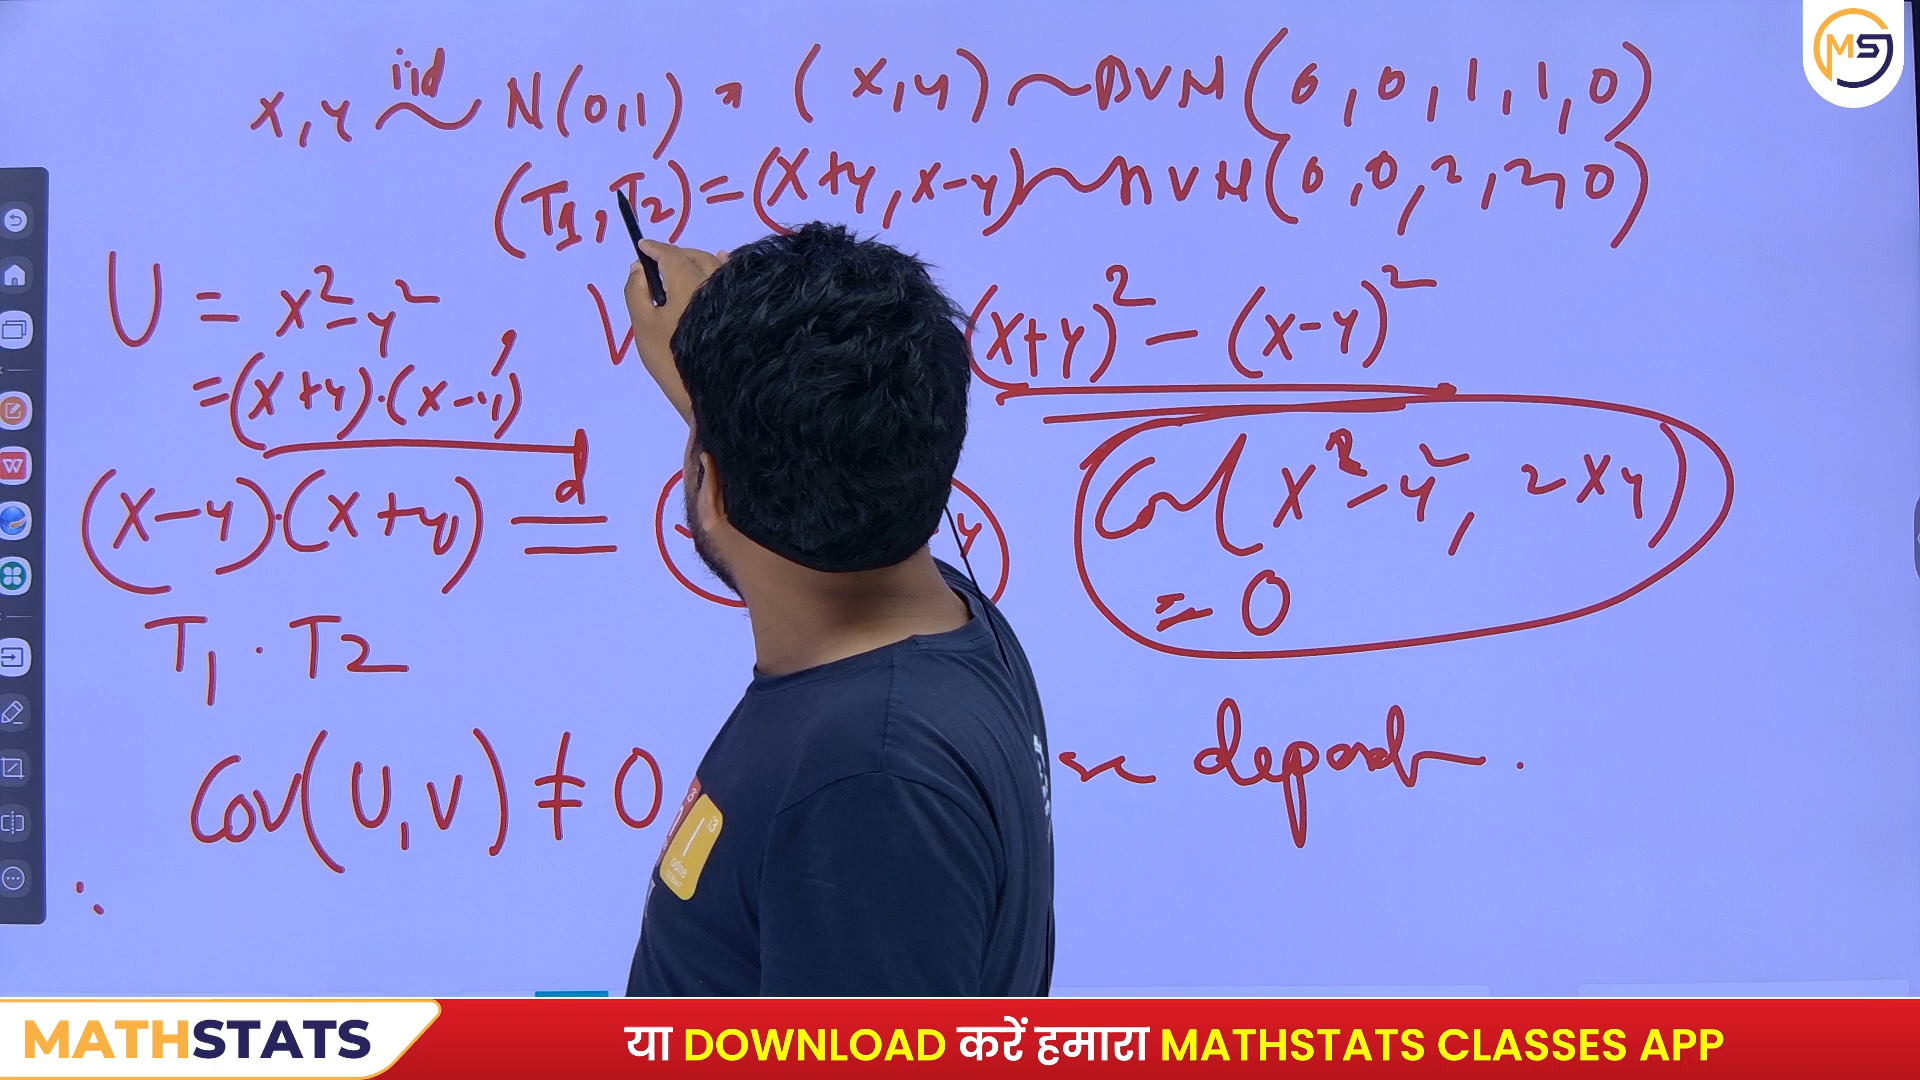 MS
X, Y iid ~ N(0,1) = (X, Y) ~ BVN(0, 0, 1, 1, 0)
(T1, T2) = (X+Y, X-Y) ~ BVN(0, 0, 2, 2, 0)
U = X² - Y² , V (X+Y)² - (X-Y)²
= (X+Y)·(X-Y)
(X-Y)·(X+Y) d= Y
Cov(X² - Y², 2XY)
= 0
T1 · T2
Cov(U, V) ≠ 0
MATHSTATS
या DOWNLOAD करें हमारा MATHSTATS CLASSES APP